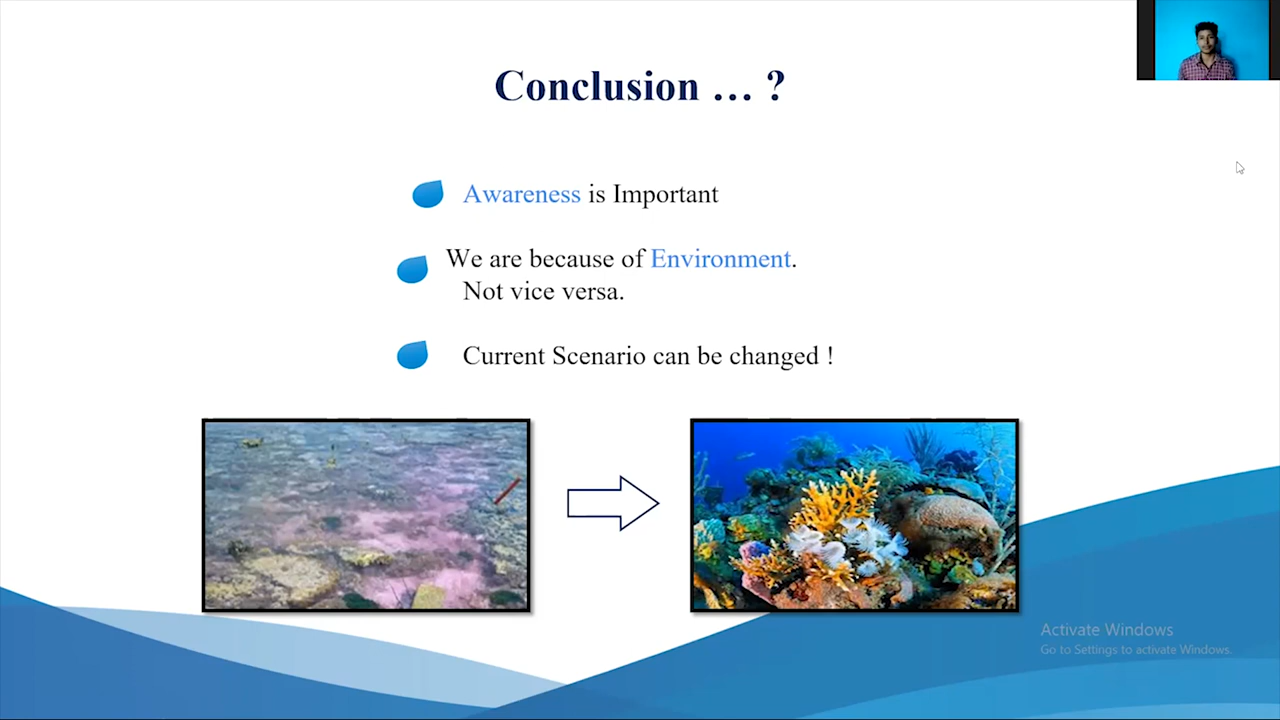 Conclusion … ?
Awareness is Important
We are because of Environment.
Not vice versa.
Current Scenario can be changed !
Activate Windows
Go to Settings to activate Windows.